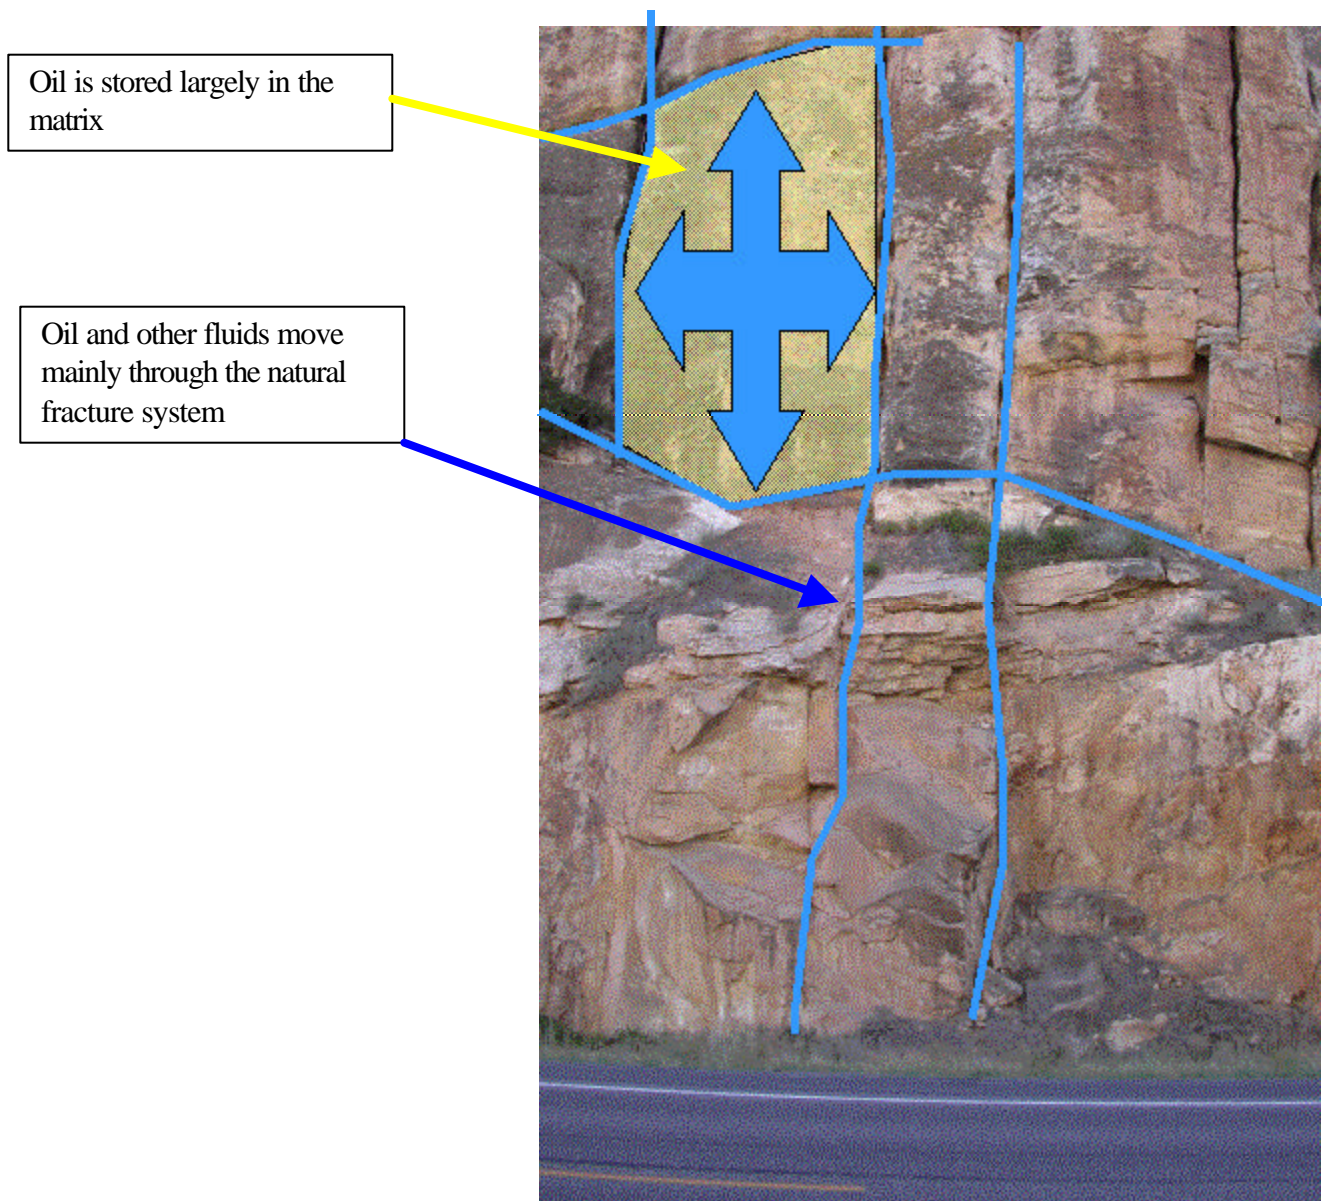 Oil is stored largely in the
matrix
Oil and other fluids move
mainly through the natural
fracture system